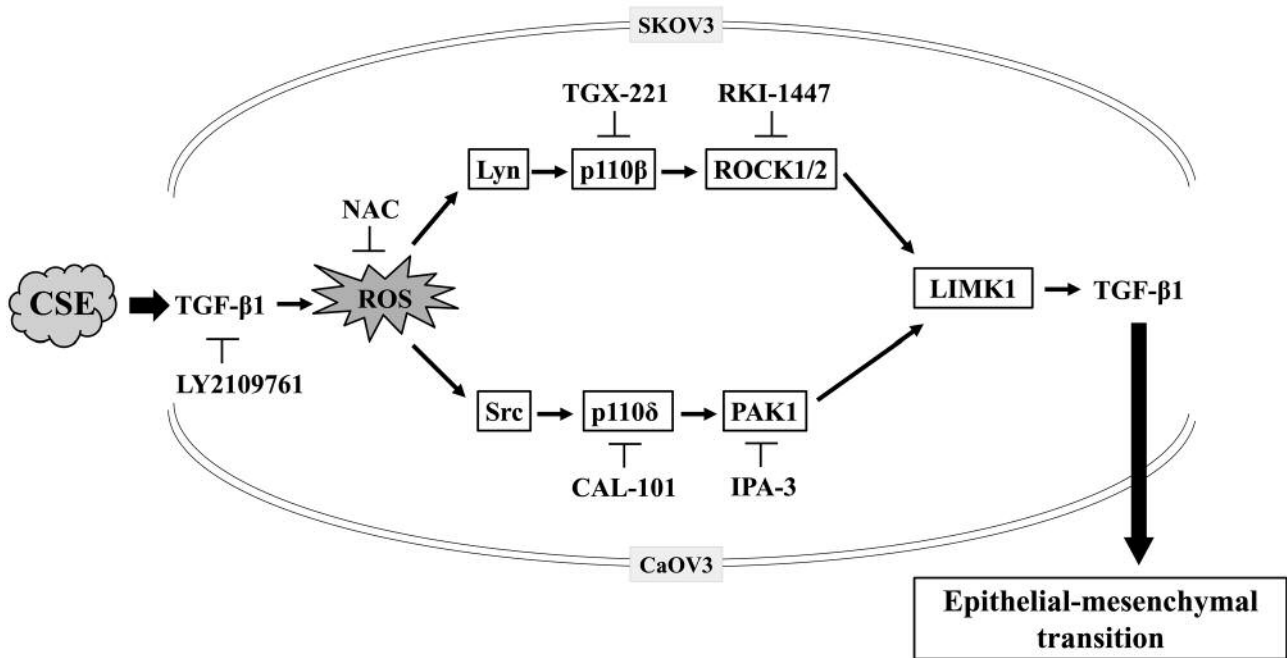 SKOV3
TGX-221
RKI-1447
Lyn
p110β
ROCK1/2
NAC
CSE
TGF-β1
ROS
LIMK1
TGF-β1
LY2109761
Src
p110δ
PAK1
CAL-101
IPA-3
CaOV3
Epithelial-mesenchymal
transition